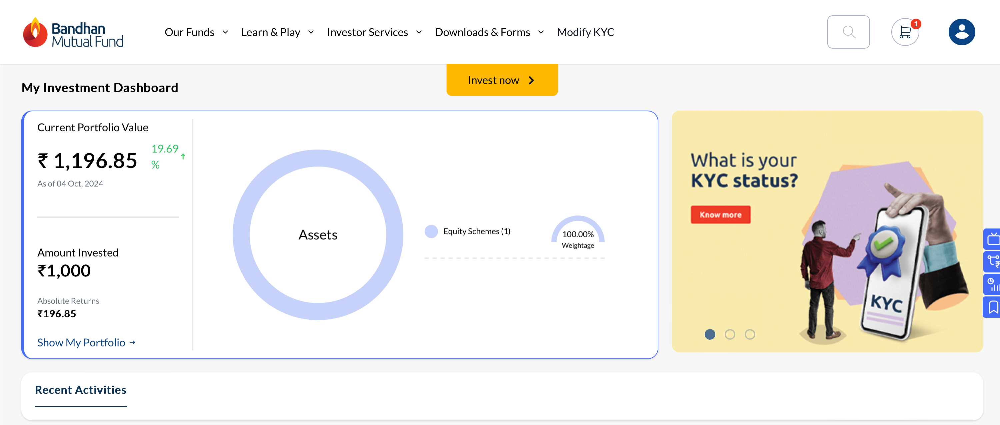 Bandhan
Mutual Fund
Our Funds
Learn & Play
Investor Services
Downloads & Forms
Modify KYC
1
Invest now
My Investment Dashboard
Current Portfolio Value
₹ 1,196.85
19.69
%
As of 04 Oct, 2024
Amount Invested
₹1,000
Absolute Returns
₹196.85
Show My Portfolio →
Assets
Equity Schemes (1)
100.00%
Weightage
What is your
KYC status?
Know more
KYC
Recent Activities